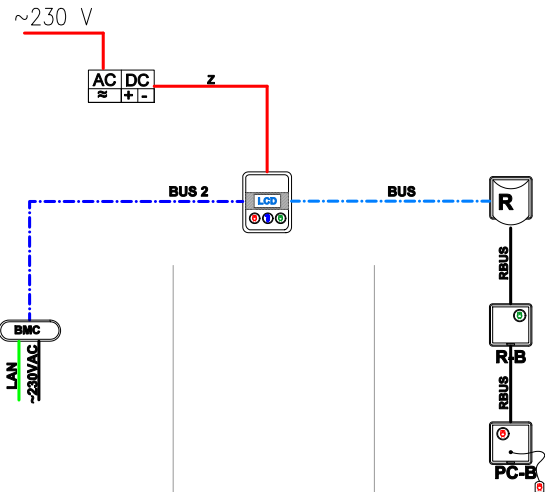 ~230 V
AC DC
≈ + -
z
BUS 2
LCD
BUS
R
RBUS
BMC
R-B
LAN
~230VAC
RBUS
PC-B